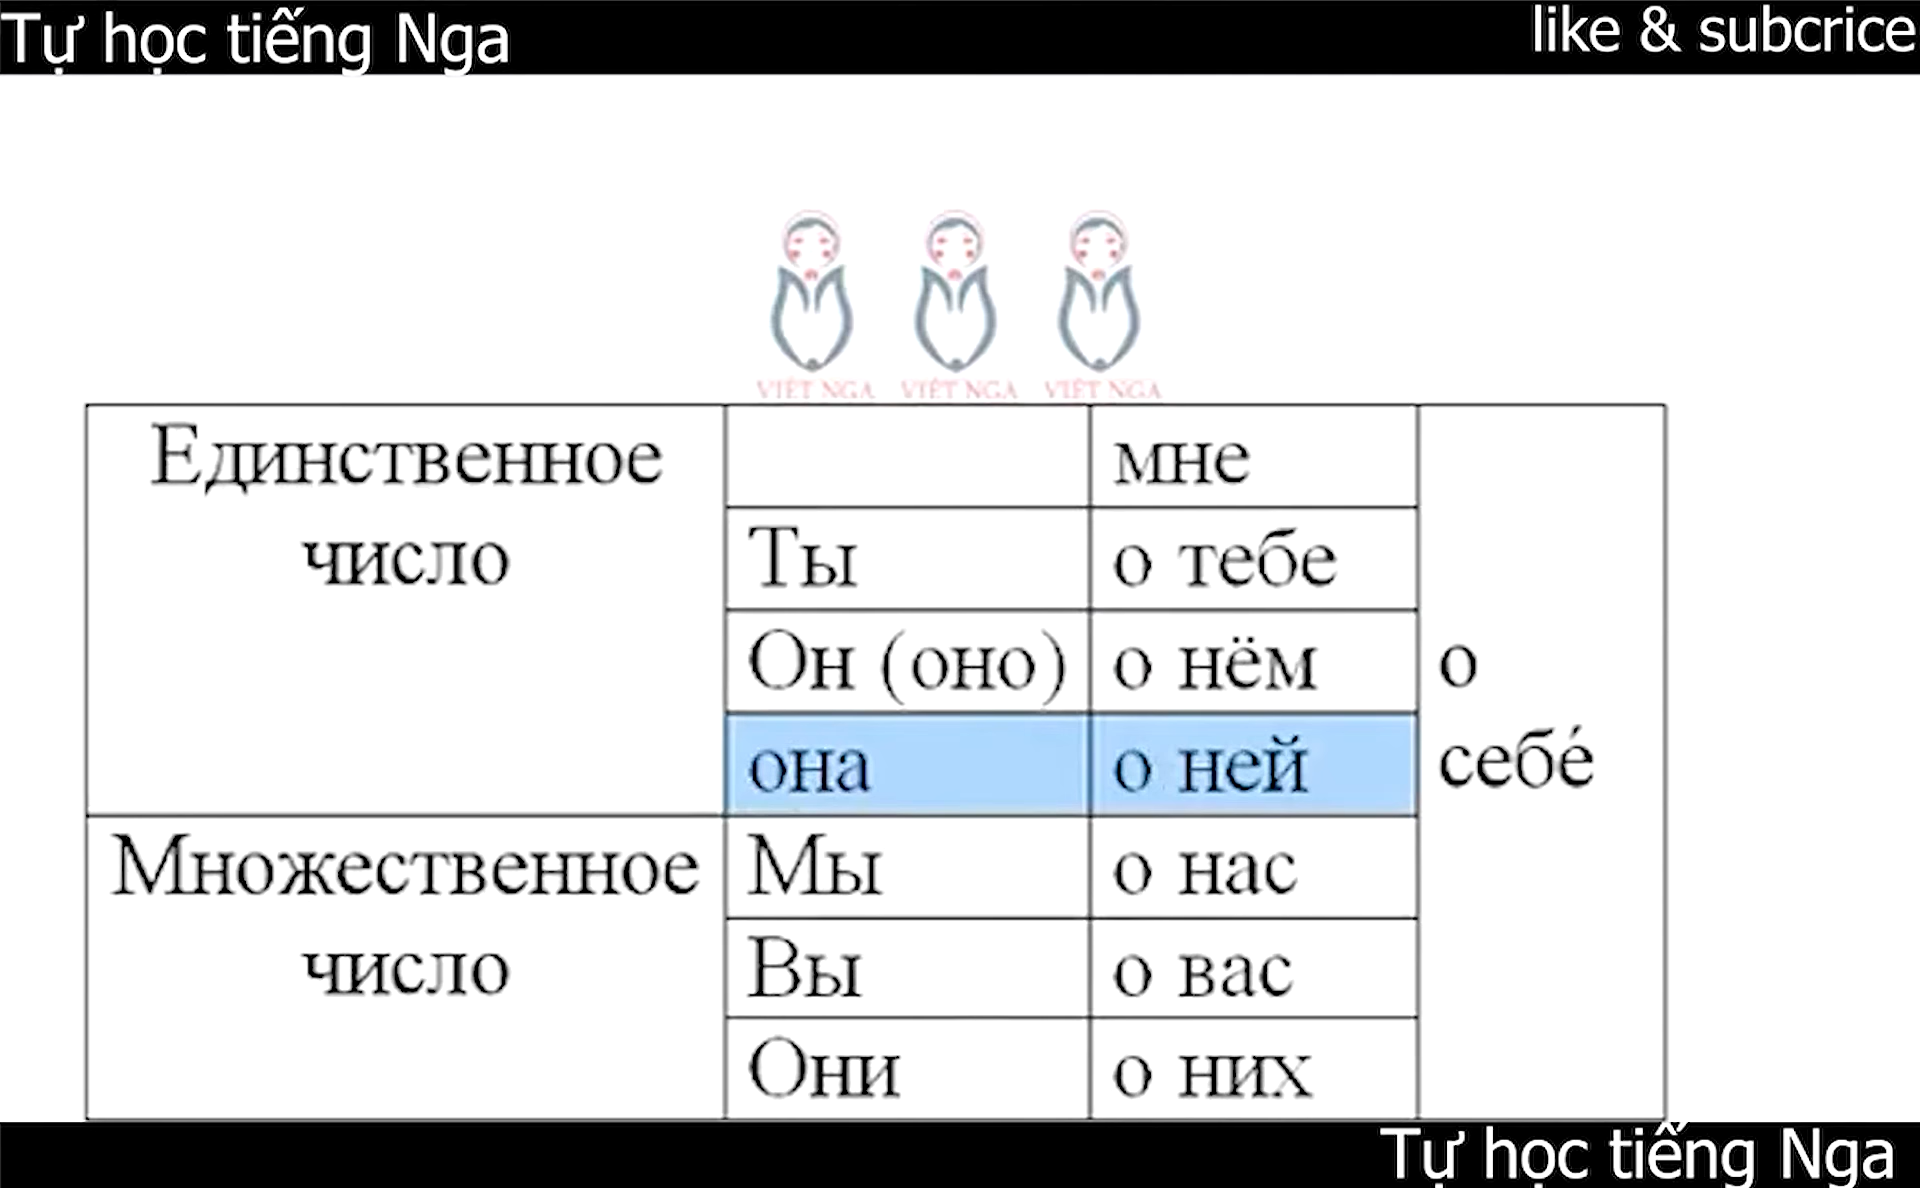 Tự học tiếng Nga
like & subcrice
VIỆT NGA VIỆT NGA VIỆT NGA
Единственное
число
мне
Ты
о тебе
Он (оно)
о нём
она
о ней
Множественное
число
Мы
о нас
Вы
о вас
Они
о них
о
себе́
Tự học tiếng Nga